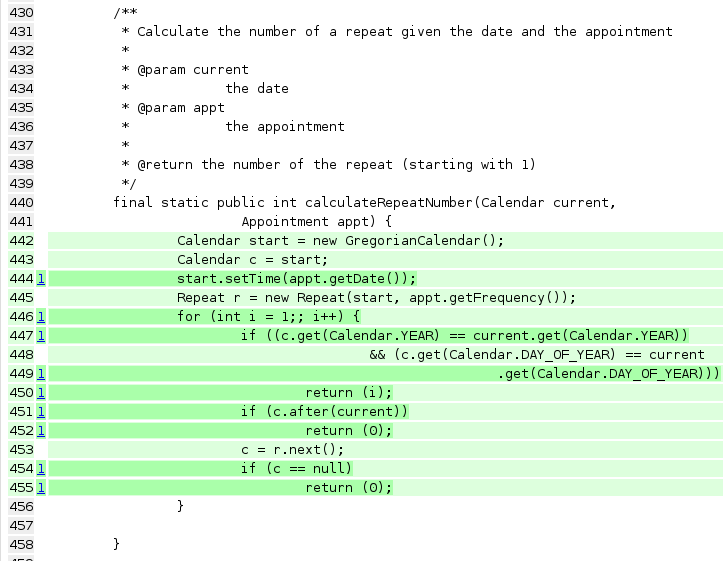 430 /**
431 * Calculate the number of a repeat given the date and the appointment
432 *
433 * @param current
434 * the date
435 * @param appt
436 * the appointment
437 *
438 * @return the number of the repeat (starting with 1)
439 */
440 final static public int calculateRepeatNumber(Calendar current,
441 Appointment appt) {
442 Calendar start = new GregorianCalendar();
443 Calendar c = start;
444 1 start.setTime(appt.getDate());
445 Repeat r = new Repeat(start, appt.getFrequency());
446 1 for (int i = 1;; i++) {
447 1 if ((c.get(Calendar.YEAR) == current.get(Calendar.YEAR))
448 && (c.get(Calendar.DAY_OF_YEAR) == current
449 1 .get(Calendar.DAY_OF_YEAR)))
450 1 return (i);
451 1 if (c.after(current))
452 1 return (0);
453 c = r.next();
454 1 if (c == null)
455 1 return (0);
456 }
457
458 }